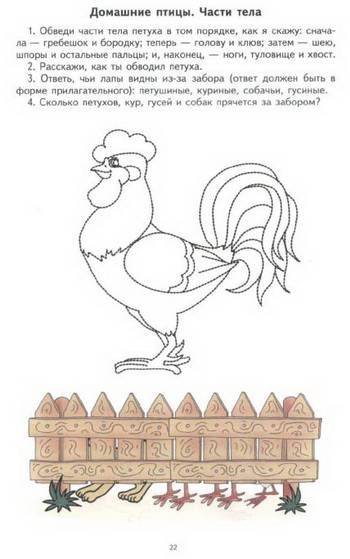 Домашние птицы. Части тела
1. Обведи части тела петуха в том порядке, как я скажу: снача-
ла — гребешок и бородку; теперь — голову и клюв; затем — шею,
шпоры и остальные пальцы; и, наконец, — ноги, туловище и хвост.
2. Расскажи, как ты обводил петуха.
3. Ответь, чьи лапы видны из-за забора (ответ должен быть в
форме прилагательного): петушиные, куриные, собачьи, гусиные.
4. Сколько петухов, кур, гусей и собак прячется за забором?
22